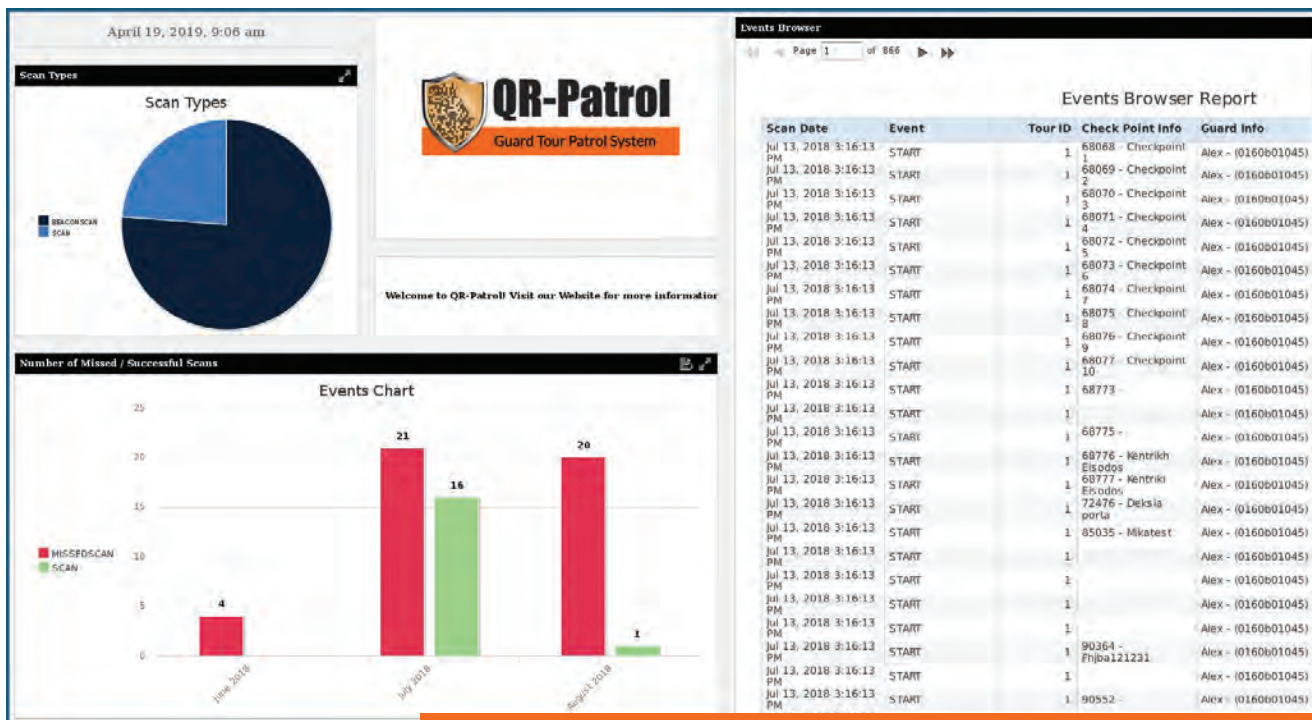 April 19, 2019, 9:06 am
Scan Types
Scan Types
BEACONSCAN
SCAN
QR-Patrol
Guard Tour Patrol System
Welcome to QR-Patrol! Visit our Website for more information
Number of Missed / Successful Scans
Events Chart
25
20
15
10
5
0
4
21
16
20
1
MISSEDSCAN
SCAN
June 2018
July 2018
August 2018
Events Browser
Page 1 of 866
Events Browser Report
Scan Date Event Tour ID Check Point Info Guard Info
Jul 13, 2018 3:16:13 PM START 1 68068 - Checkpoint 1 Alex - (0160b01045)
Jul 13, 2018 3:16:13 PM START 1 68069 - Checkpoint 2 Alex - (0160b01045)
Jul 13, 2018 3:16:13 PM START 1 68070 - Checkpoint 3 Alex - (0160b01045)
Jul 13, 2018 3:16:13 PM START 1 68071 - Checkpoint 4 Alex - (0160b01045)
Jul 13, 2018 3:16:13 PM START 1 68072 - Checkpoint 5 Alex - (0160b01045)
Jul 13, 2018 3:16:13 PM START 1 68073 - Checkpoint 6 Alex - (0160b01045)
Jul 13, 2018 3:16:13 PM START 1 68074 - Checkpoint 7 Alex - (0160b01045)
Jul 13, 2018 3:16:13 PM START 1 68075 - Checkpoint 8 Alex - (0160b01045)
Jul 13, 2018 3:16:13 PM START 1 68076 - Checkpoint 9 Alex - (0160b01045)
Jul 13, 2018 3:16:13 PM START 1 68077 - Checkpoint 10 Alex - (0160b01045)
Jul 13, 2018 3:16:13 PM START 1 68773 - Alex - (0160b01045)
Jul 13, 2018 3:16:13 PM START 1 Alex - (0160b01045)
Jul 13, 2018 3:16:13 PM START 1 68775 - Alex - (0160b01045)
Jul 13, 2018 3:16:13 PM START 1 68776 - Kentrikh Eisodos Alex - (0160b01045)
Jul 13, 2018 3:16:13 PM START 1 68777 - Kentriki Eisodos Alex - (0160b01045)
Jul 13, 2018 3:16:13 PM START 1 72476 - Deksia porta Alex - (0160b01045)
Jul 13, 2018 3:16:13 PM START 1 85035 - Mikatest Alex - (0160b01045)
Jul 13, 2018 3:16:13 PM START 1 Alex - (0160b01045)
Jul 13, 2018 3:16:13 PM START 1 Alex - (0160b01045)
Jul 13, 2018 3:16:13 PM START 1 Alex - (0160b01045)
Jul 13, 2018 3:16:13 PM START 1 Alex - (0160b01045)
Jul 13, 2018 3:16:13 PM START 1 90364 - Fhjba121231 Alex - (0160b01045)
Jul 13, 2018 3:16:13 PM START 1 Alex - (0160b01045)
Jul 13, 2018 3:16:13 PM START 1 90552 - Alex - (0160b01045)